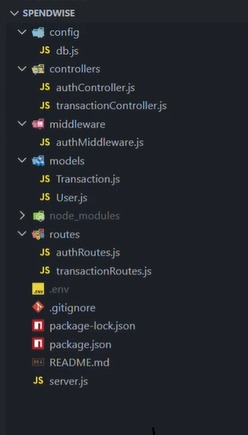 SPENDWISE
config
JS db.js
controllers
JS authController.js
JS transactionController.js
middleware
JS authMiddleware.js
models
JS Transaction.js
JS User.js
node_modules
routes
JS authRoutes.js
JS transactionRoutes.js
.env
.gitignore
package-lock.json
package.json
README.md
JS server.js